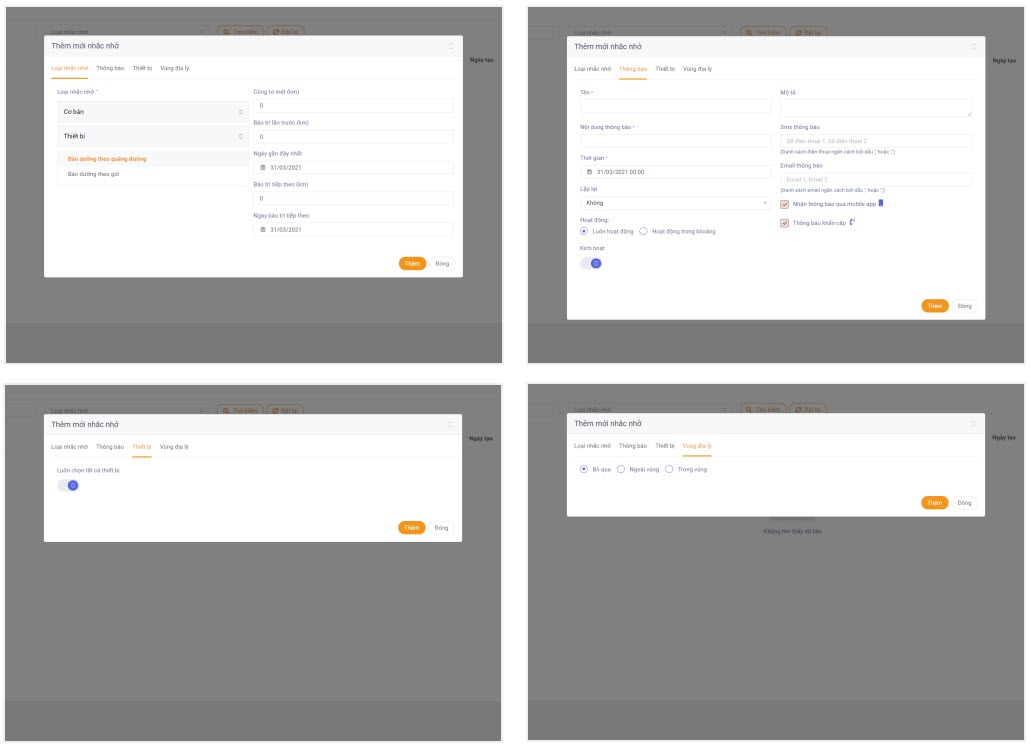 Loại nhắc nhở
Tìm kiếm
Đặt lại
Thêm mới nhắc nhở
Ngày tạo
Loại nhắc nhở Thông báo Thiết bị Vùng địa lý
Loại nhắc nhở *
Cơ bản
Thiết bị
Bảo dưỡng theo quãng đường
Bảo dưỡng theo giờ
Công tơ mét (km)
0
Bảo trì lần trước (km)
0
Ngày gần đây nhất
31/03/2021
Bảo trì tiếp theo (km)
0
Ngày bảo trì tiếp theo
31/03/2021
Thêm Đóng
Loại nhắc nhở
Tìm kiếm
Đặt lại
Thêm mới nhắc nhở
Ngày tạo
Loại nhắc nhở Thông báo Thiết bị Vùng địa lý
Tên *
Nội dung thông báo *
Thời gian *
31/03/2021 00:00
Lặp lại
Không
Hoạt động:
Luôn hoạt động Hoạt động trong khoảng
Kích hoạt
Mô tả
Sms thông báo
Số điện thoại 1, Số điện thoại 2
(Danh sách điện thoại ngăn cách bởi dấu ',' hoặc ';')
Email thông báo
Email 1, Email 2
(Danh sách email ngăn cách bởi dấu ',' hoặc ';')
Nhận thông báo qua mobile app
Thông báo khẩn cấp
Thêm Đóng
Loại nhắc nhở
Tìm kiếm
Đặt lại
Thêm mới nhắc nhở
Ngày tạo
Loại nhắc nhở Thông báo Thiết bị Vùng địa lý
Luôn chọn tất cả thiết bị:
Thêm Đóng
Loại nhắc nhở
Tìm kiếm
Đặt lại
Thêm mới nhắc nhở
Ngày tạo
Loại nhắc nhở Thông báo Thiết bị Vùng địa lý
Bỏ qua Ngoài vùng Trong vùng
Thêm Đóng
Không tìm thấy dữ liệu